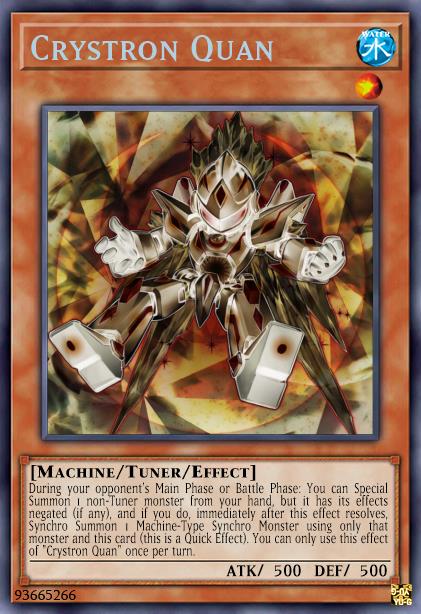 CRYSTRON QUAN
WATER
水
[MACHINE/TUNER/EFFECT]
During your opponent's Main Phase or Battle Phase: You can Special
Summon 1 non-Tuner monster from your hand, but it has its effects
negated (if any), and if you do, immediately after this effect resolves,
Synchro Summon 1 Machine-Type Synchro Monster using only that
monster and this card (this is a Quick Effect). You can only use this effect
of "Crystron Quan" once per turn.
ATK/ 500 DEF/ 500
93665266